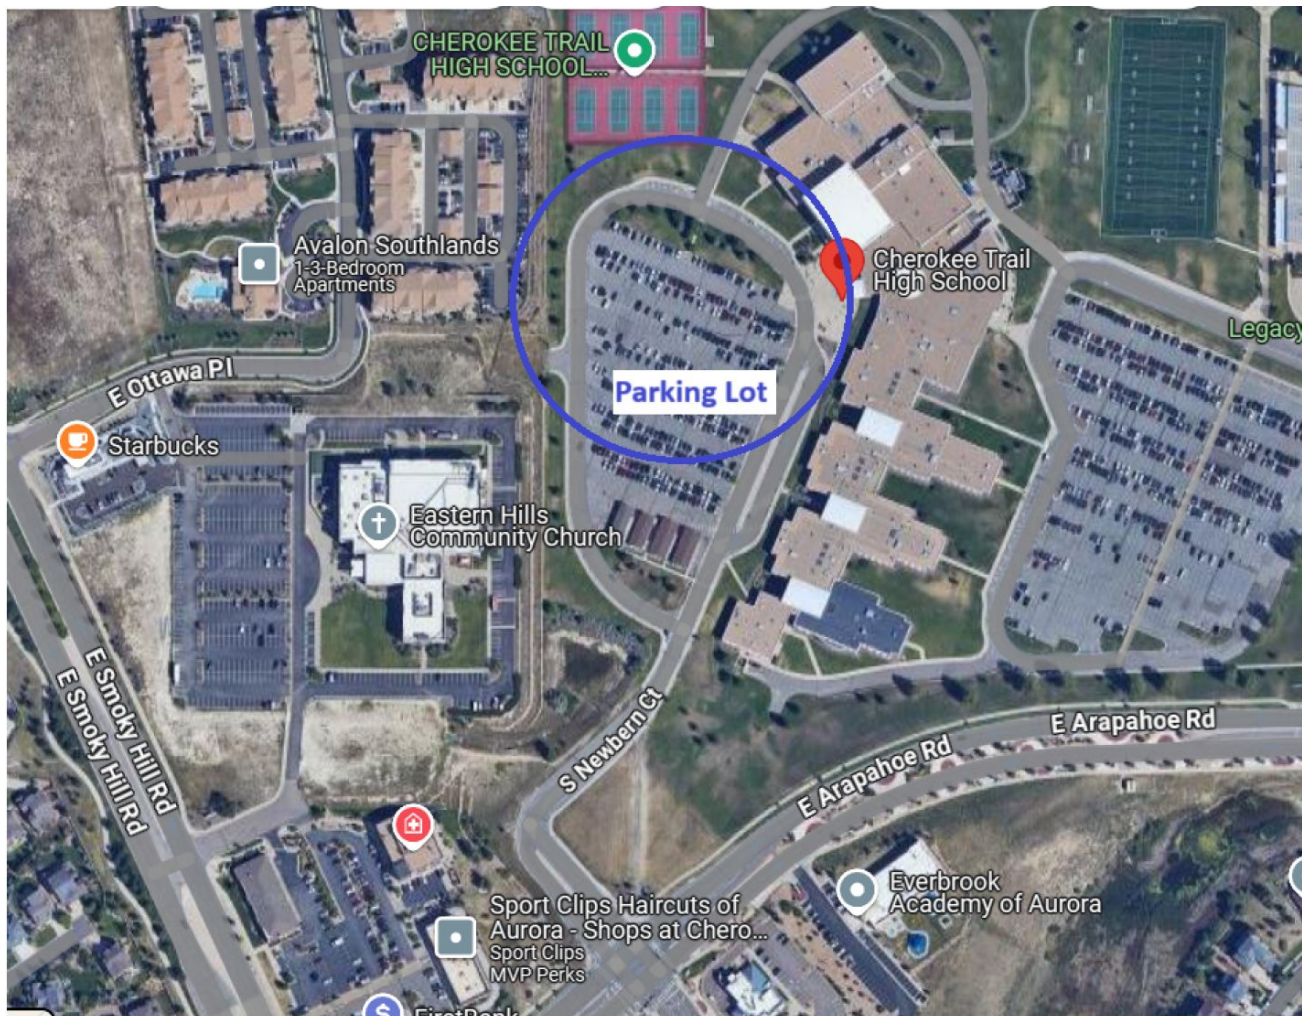 CHEROKEE TRAIL
HIGH SCHOOL...
Avalon Southlands
1-3-Bedroom
Apartments
Cherokee Trail
High School
Legacy
E Ottawa Pl
Parking Lot
Starbucks
Eastern Hills
Community Church
E Smoky Hill Rd
E Smoky Hill Rd
S Newbern Ct
E Arapahoe Rd
E Arapahoe Rd
Everbrook
Academy of Aurora
Sport Clips Haircuts of
Aurora - Shops at Chero...
Sport Clips
MVP Perks
FirstBank